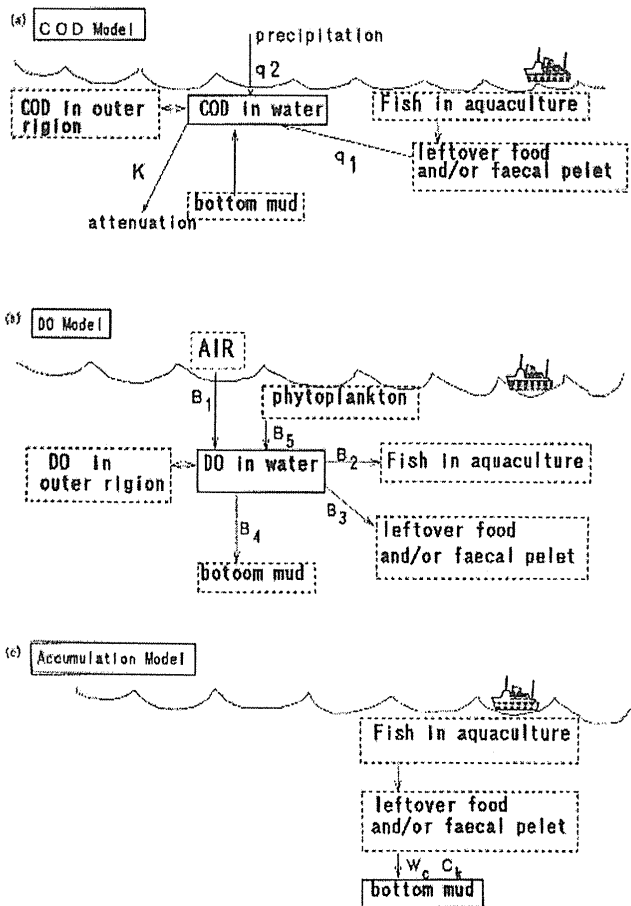 (a) COD Model
precipitation
q2
COD in outer
rigion
COD in water
Fish in aquaculture
K
q1
leftover food
and/or faecal pelet
bottom mud
attenuation
(b) DO Model
AIR
B1
phytoplankton
B5
DO in
outer rigion
DO in water
B2
Fish in aquaculture
B3
B4
leftover food
and/or faecal pelet
botoom mud
(c) Accumulation Model
Fish in aquaculture
leftover food
and/or faecal pelet
Wc Ck
bottom mud